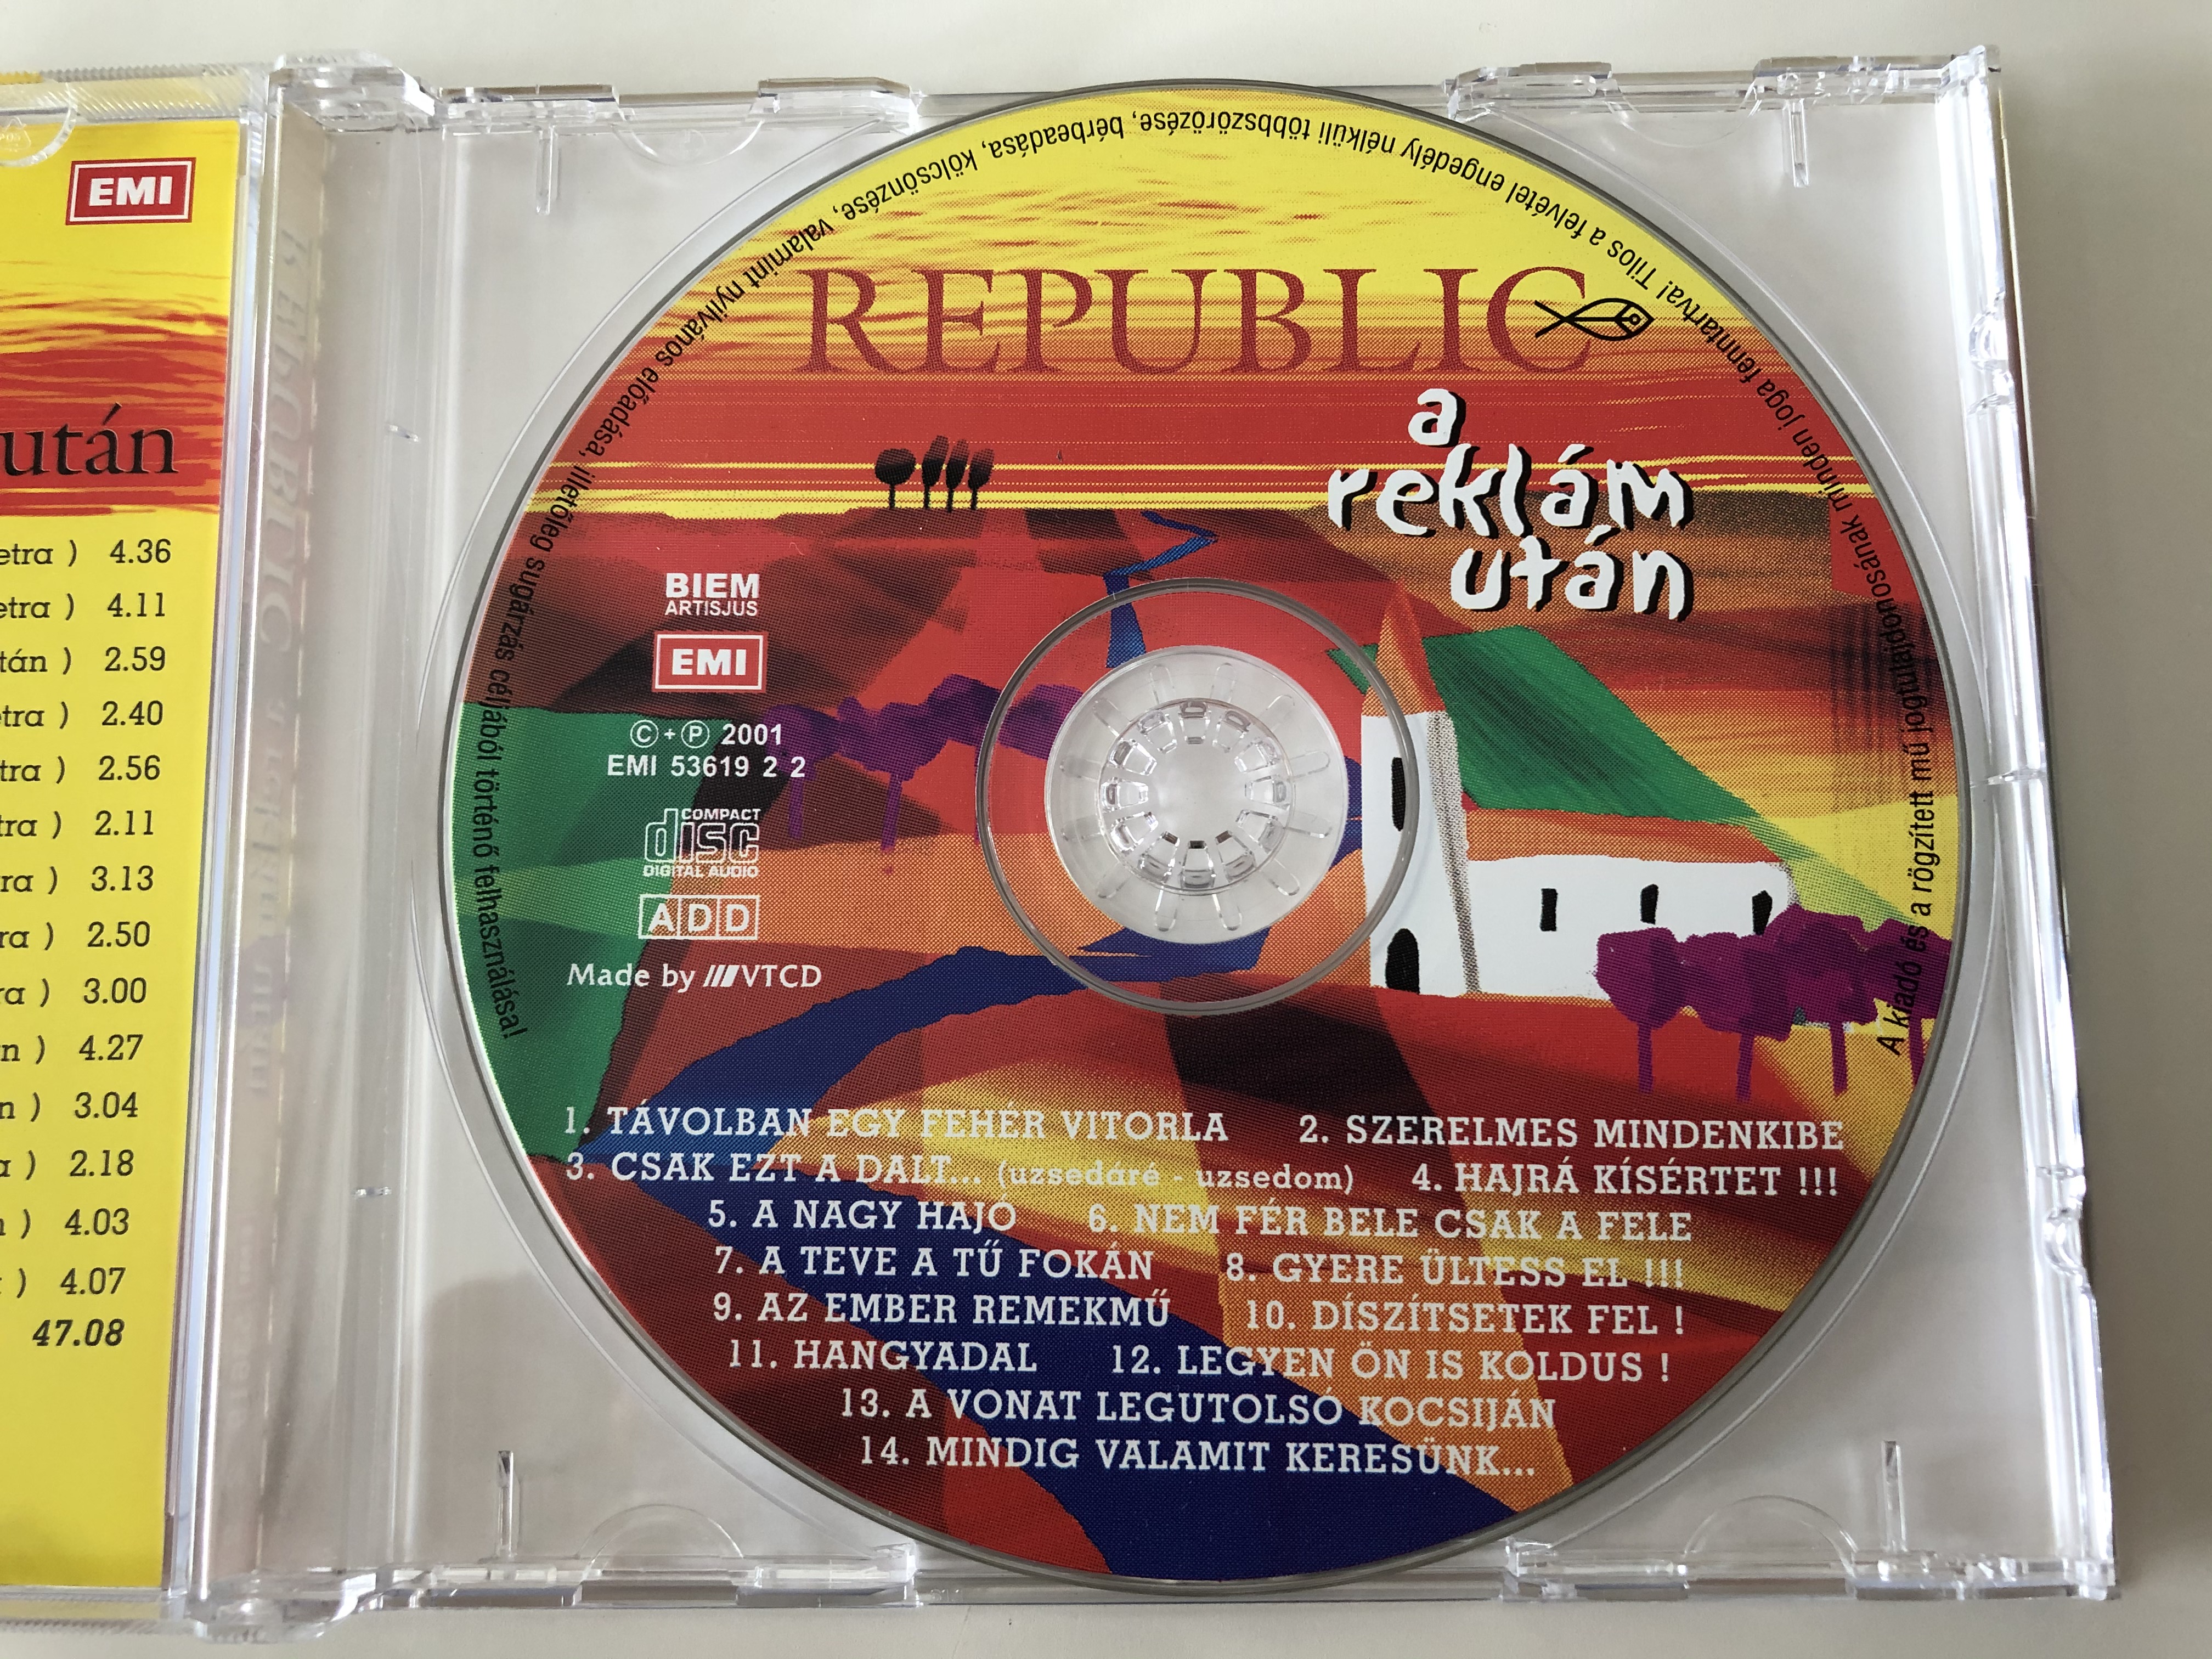 EMI
után
etra ) 4.36
etra ) 4.11
tán ) 2.59
etra ) 2.40
tra ) 2.56
tra ) 2.11
ra ) 3.13
ra ) 2.50
ra ) 3.00
n ) 4.27
n ) 3.04
a ) 2.18
n ) 4.03
) 4.07
47.08
REPUBLIC a reklám után
A kiadó és a rögzített mű jogtulajdonosának minden joga fenntartva! Tilos a felvétel engedély nélküli többszörözése, bérbeadása, kölcsönzése, valamint nyilvános előadása, illetőleg sugárzás céljából történő felhasználása!
REPUBLIC
a
reklám
után
BIEM
ARTISJUS
EMI
©+℗ 2001
EMI 53619 2 2
COMPACT
disc
DIGITAL AUDIO
ADD
Made by VTCD
1. TÁVOLBAN EGY FEHÉR VITORLA 2. SZERELMES MINDENKIBE
3. CSAK EZT A DALT... (uzsedáré - uzsedom) 4. HAJRÁ KÍSÉRTET !!!
5. A NAGY HAJÓ 6. NEM FÉR BELE CSAK A FELE
7. A TEVE A TŰ FOKÁN 8. GYERE ÜLTESS EL !!!
9. AZ EMBER REMEKMŰ 10. DÍSZÍTSETEK FEL !
11. HANGYADAL 12. LEGYEN ÖN IS KOLDUS !
13. A VONAT LEGUTOLSÓ KOCSIJÁN
14. MINDIG VALAMIT KERESÜNK...